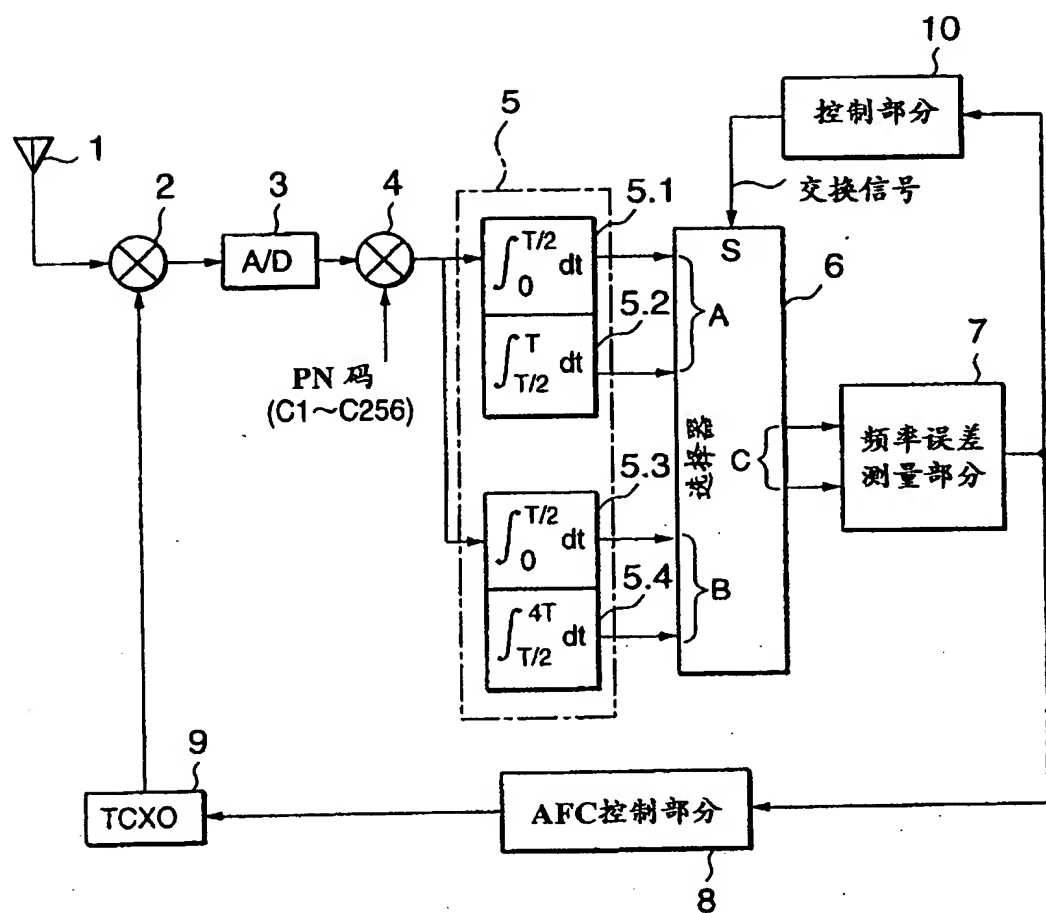 10
控制部分
交换信号
1
2
3
A/D
4
PN 码
(C1～C256)
5
5.1
∫ T/2 0 dt
5.2
∫ T T/2 dt
5.3
∫ T/2 0 dt
5.4
∫ 4T T/2 dt
S
A
B
C
选择器
6
7
频率误差
测量部分
9
TCXO
AFC控制部分
8